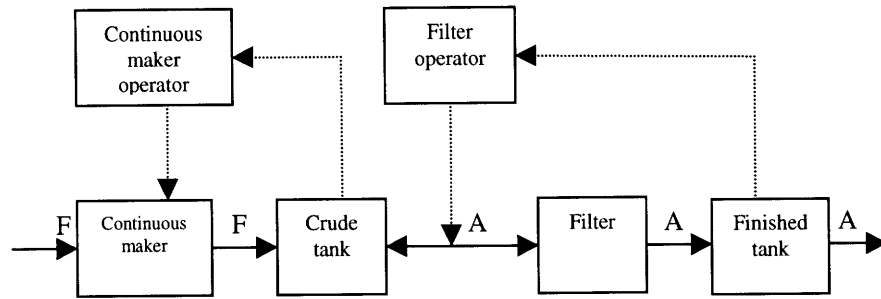 Continuous
maker
operator
Filter
operator
F
Continuous
maker
F
Crude
tank
A
Filter
A
Finished
tank
A